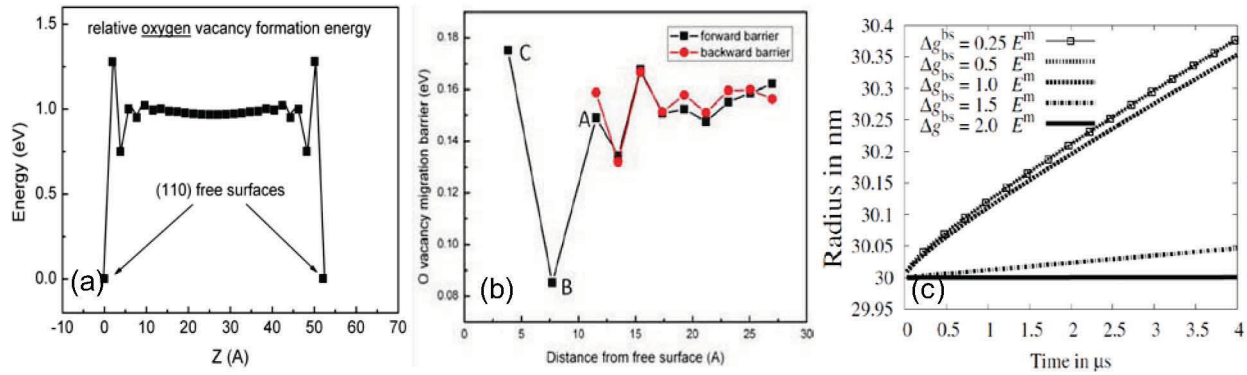 relative oxygen vacancy formation energy
(110) free surfaces
(a)
Energy (eV)
1.5
1.0
0.5
0.0
-10 0 10 20 30 40 50 60 70
Z (A)
forward barrier
backward barrier
C
A
B
(b)
O vacancy migration barrier (eV)
0.18
0.16
0.14
0.12
0.10
0.08
0 5 10 15 20 25 30
Distance from free surface (A)
Δg^bs = 0.25 E^m
Δg^bs = 0.5 E^m
Δg^bs = 1.0 E^m
Δg^bs = 1.5 E^m
Δg^bs = 2.0 E^m
(c)
Radius in nm
30.4
30.35
30.3
30.25
30.2
30.15
30.1
30.05
30
29.95
0 0.5 1 1.5 2 2.5 3 3.5 4
Time in μs